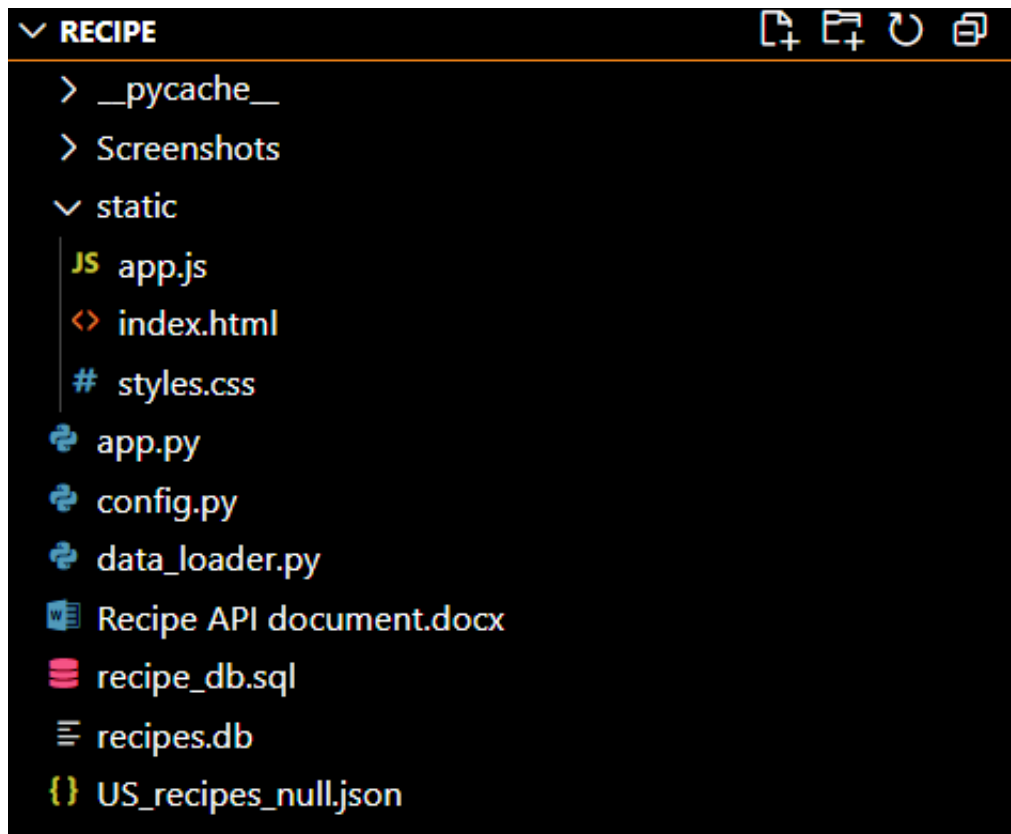 RECIPE
__pycache__
Screenshots
static
JS app.js
<> index.html
# styles.css
app.py
config.py
data_loader.py
W Recipe API document.docx
recipe_db.sql
recipes.db
{} US_recipes_null.json